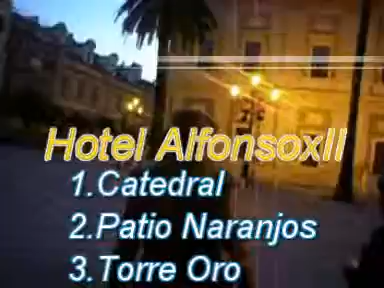 Hotel Alfonsoxll
1.Catedral
2.Patio Naranjos
3.Torre Oro